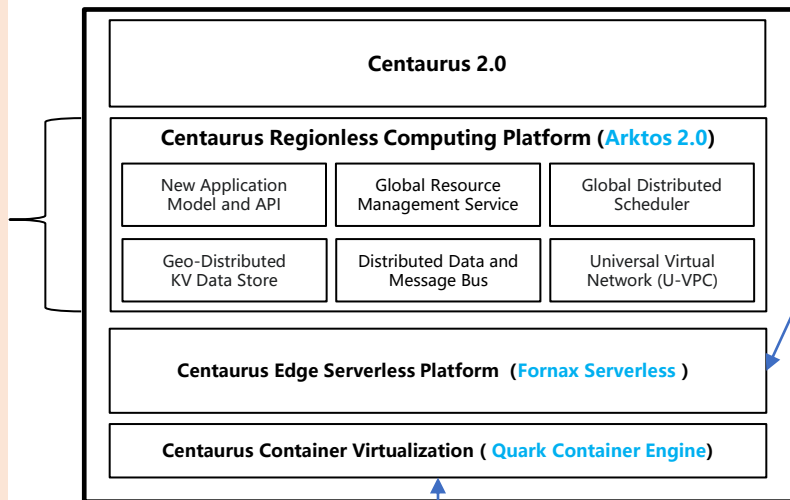 Centaurus 2.0
Centaurus Regionless Computing Platform (Arktos 2.0)
New Application
Model and API
Global Resource
Management Service
Global Distributed
Scheduler
Geo-Distributed
KV Data Store
Distributed Data and
Message Bus
Universal Virtual
Network (U-VPC)
Centaurus Edge Serverless Platform (Fornax Serverless )
Centaurus Container Virtualization ( Quark Container Engine)